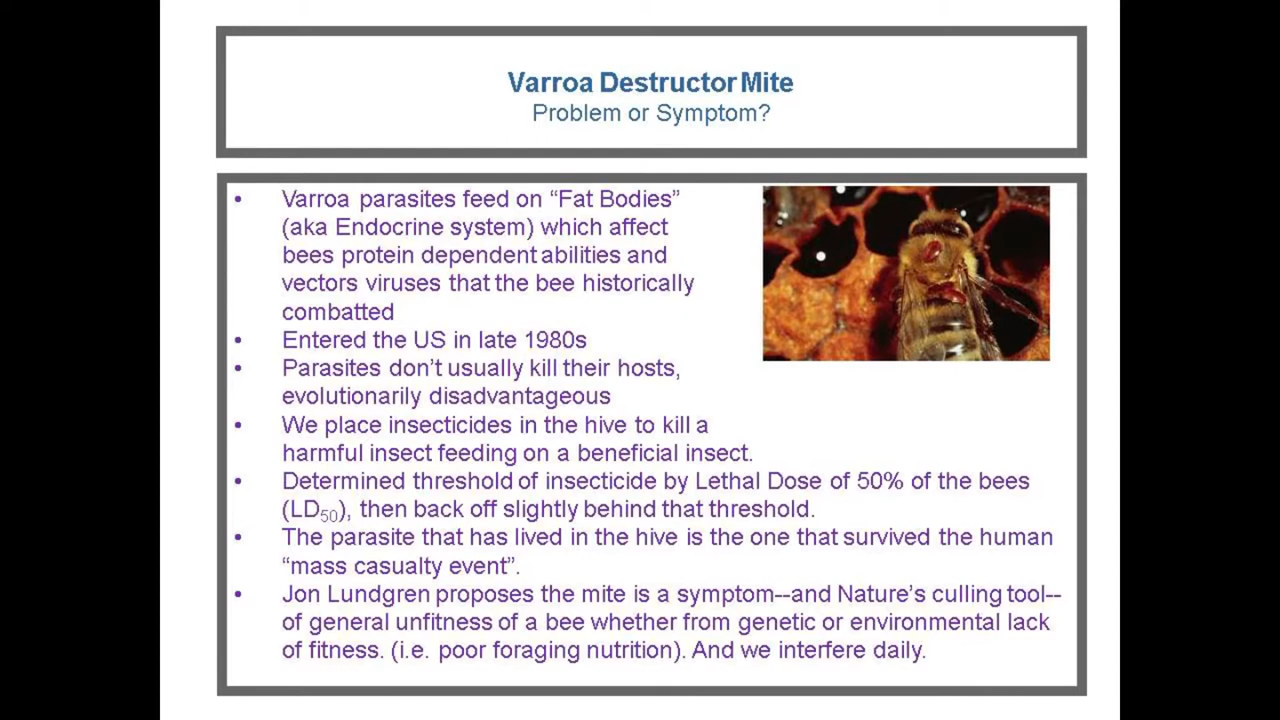 Varroa Destructor Mite
Problem or Symptom?
• Varroa parasites feed on “Fat Bodies”
(aka Endocrine system) which affect
bees protein dependent abilities and
vectors viruses that the bee historically
combatted
• Entered the US in late 1980s
• Parasites don’t usually kill their hosts,
evolutionarily disadvantageous
• We place insecticides in the hive to kill a
harmful insect feeding on a beneficial insect.
• Determined threshold of insecticide by Lethal Dose of 50% of the bees
(LD50), then back off slightly behind that threshold.
• The parasite that has lived in the hive is the one that survived the human
“mass casualty event”.
• Jon Lundgren proposes the mite is a symptom--and Nature’s culling tool--
of general unfitness of a bee whether from genetic or environmental lack
of fitness. (i.e. poor foraging nutrition). And we interfere daily.